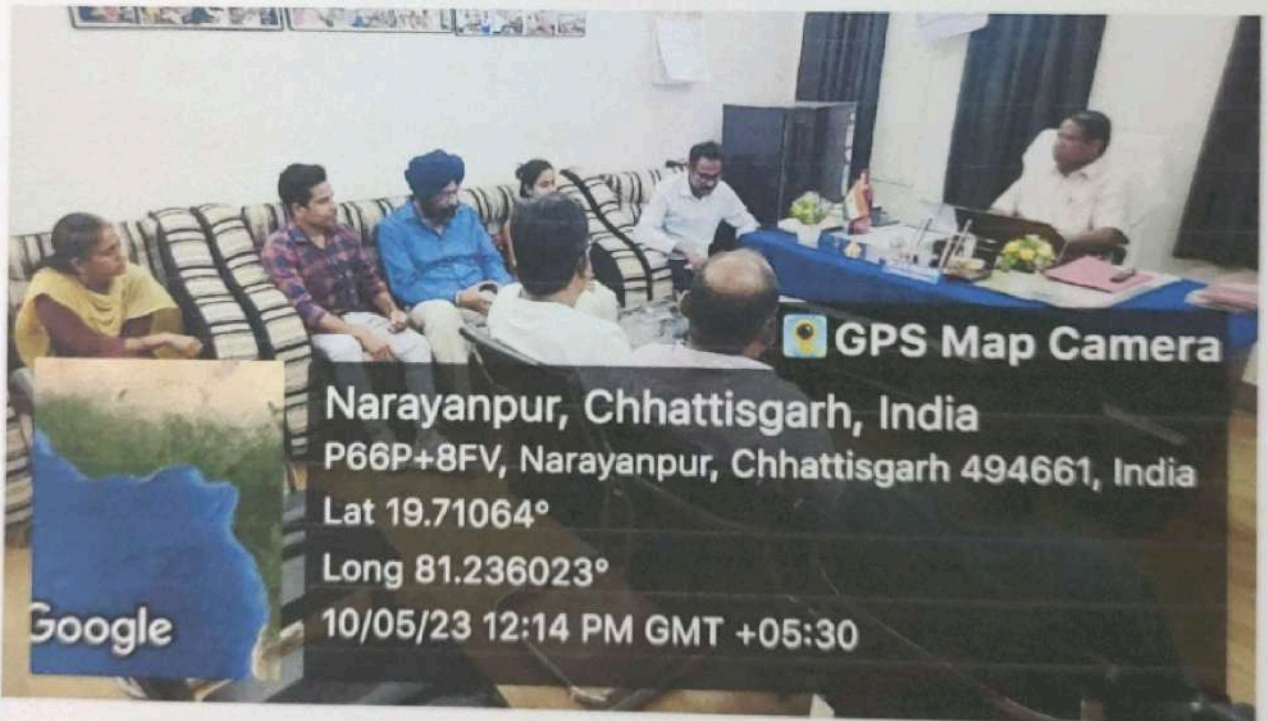 GPS Map Camera
Narayanpur, Chhattisgarh, India
P66P+8FV, Narayanpur, Chhattisgarh 494661, India
Lat 19.71064°
Long 81.236023°
10/05/23 12:14 PM GMT +05:30
Google